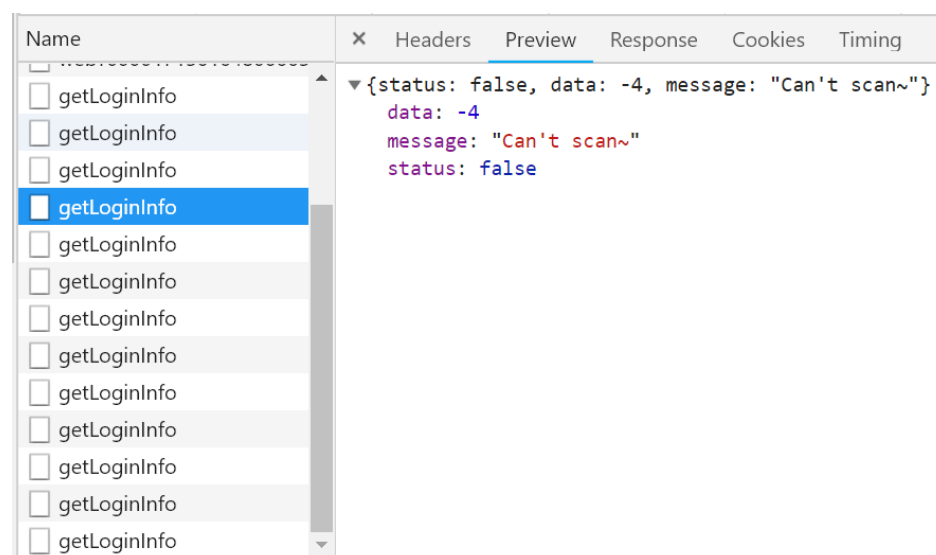 Name
× Headers Preview Response Cookies Timing
getLoginInfo
getLoginInfo
getLoginInfo
getLoginInfo
getLoginInfo
getLoginInfo
getLoginInfo
getLoginInfo
getLoginInfo
getLoginInfo
getLoginInfo
getLoginInfo
getLoginInfo
▼{status: false, data: -4, message: "Can't scan~"}
data: -4
message: "Can't scan~"
status: false